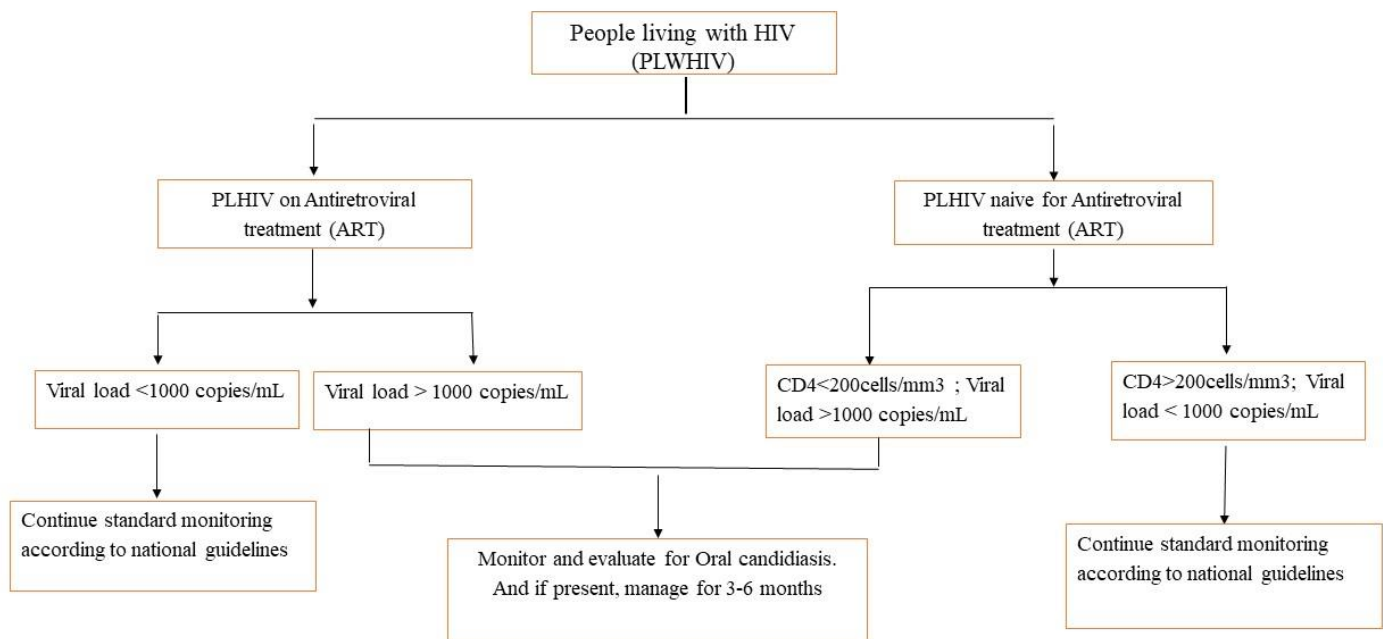 People living with HIV
(PLWHIV)
PLHIV on Antiretroviral
treatment (ART)
PLHIV naive for Antiretroviral
treatment (ART)
Viral load <1000 copies/mL
Viral load > 1000 copies/mL
CD4<200cells/mm3 ; Viral
load >1000 copies/mL
CD4>200cells/mm3; Viral
load < 1000 copies/mL
Continue standard monitoring
according to national guidelines
Monitor and evaluate for Oral candidiasis.
And if present, manage for 3-6 months
Continue standard monitoring
according to national guidelines